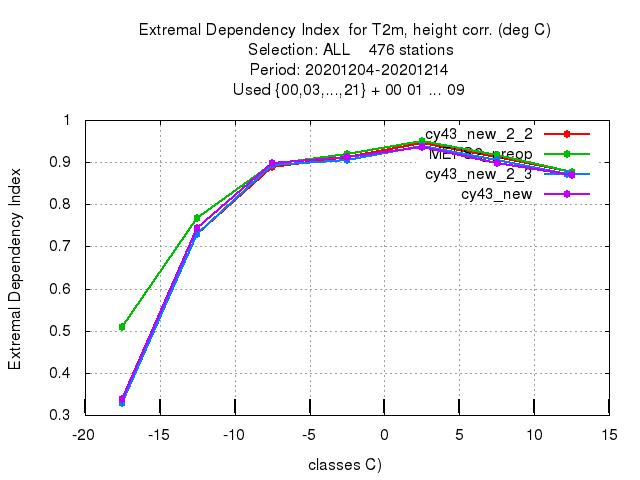 Extremal Dependency Index for T2m, height corr. (deg C)
Selection: ALL 476 stations
Period: 20201204-20201214
Used {00,03,...,21} + 00 01 ... 09
Extremal Dependency Index
1
0.9
0.8
0.7
0.6
0.5
0.4
0.3
-20
-15
-10
-5
0
5
10
15
classes C)
cy43_new_2_2
cy43_new_2_3
cy43_new